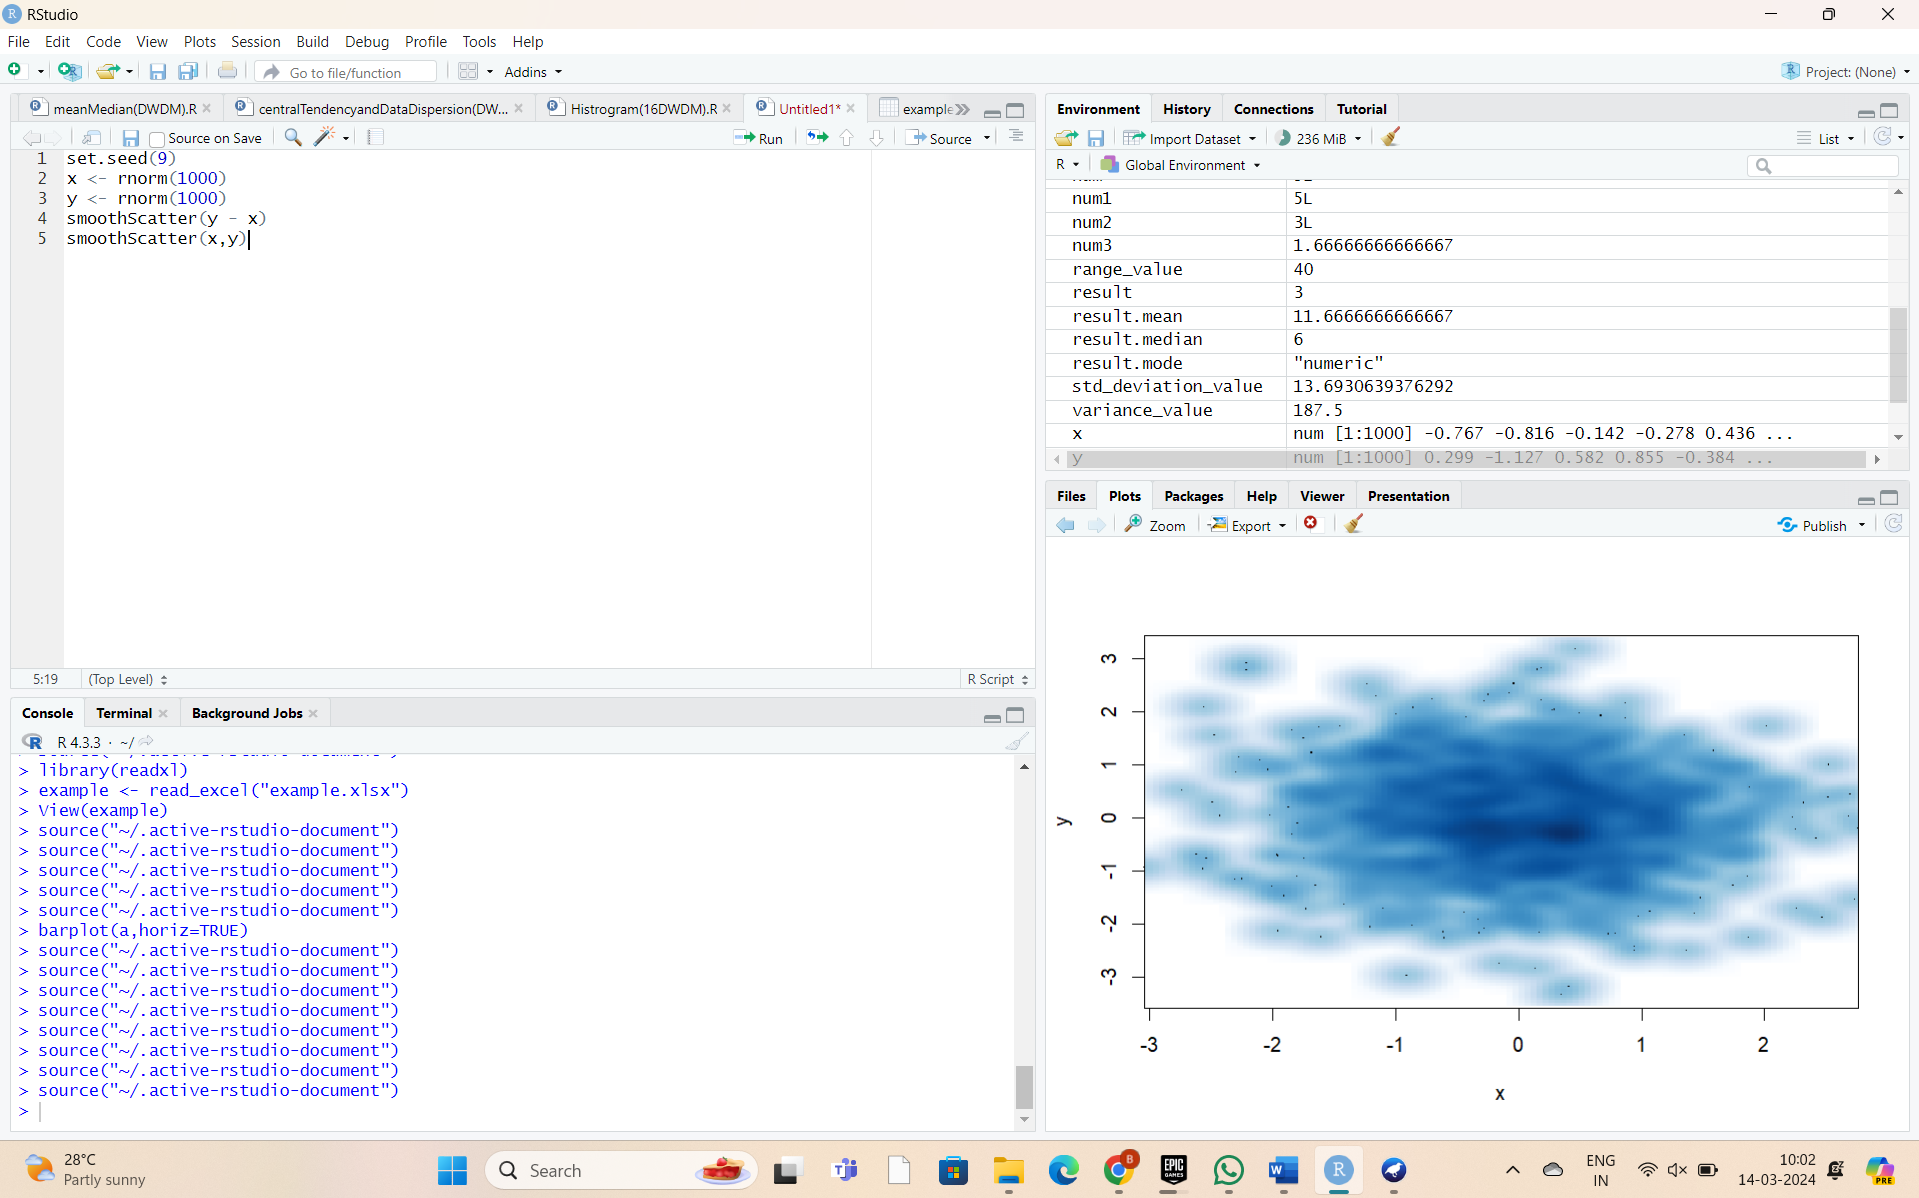 RStudio
File Edit Code View Plots Session Build Debug Profile Tools Help
Go to file/function Addins Project: (None)
meanMedian(DWDM).R centralTendencyandDataDispersion(DW... Histrogram(16DWDM).R Untitled1* example
Source on Save Run Source
1 set.seed(9)
2 x <- rnorm(1000)
3 y <- rnorm(1000)
4 smoothScatter(y - x)
5 smoothScatter(x,y)
5:19 (Top Level) R Script
Console Terminal Background Jobs
R 4.3.3 · ~/
> library(readxl)
> example <- read_excel("example.xlsx")
> View(example)
> source("~/.active-rstudio-document")
> source("~/.active-rstudio-document")
> source("~/.active-rstudio-document")
> source("~/.active-rstudio-document")
> source("~/.active-rstudio-document")
> barplot(a,horiz=TRUE)
> source("~/.active-rstudio-document")
> source("~/.active-rstudio-document")
> source("~/.active-rstudio-document")
> source("~/.active-rstudio-document")
> source("~/.active-rstudio-document")
> source("~/.active-rstudio-document")
> source("~/.active-rstudio-document")
> source("~/.active-rstudio-document")
>
Environment History Connections Tutorial
Import Dataset 236 MiB List
R Global Environment
num1 5L
num2 3L
num3 1.66666666666667
range_value 40
result 3
result.mean 11.6666666666667
result.median 6
result.mode "numeric"
std_deviation_value 13.6930639376292
variance_value 187.5
x num [1:1000] -0.767 -0.816 -0.142 -0.278 0.436 ...
y num [1:1000] 0.299 -1.127 0.582 0.855 -0.384 ...
Files Plots Packages Help Viewer Presentation
Zoom Export Publish
3
2
1
0
-1
-2
-3
y
-3 -2 -1 0 1 2
x
28°C
Partly sunny
Search
EPIC GAMES
B
PRE
ENG
IN
10:02
14-03-2024